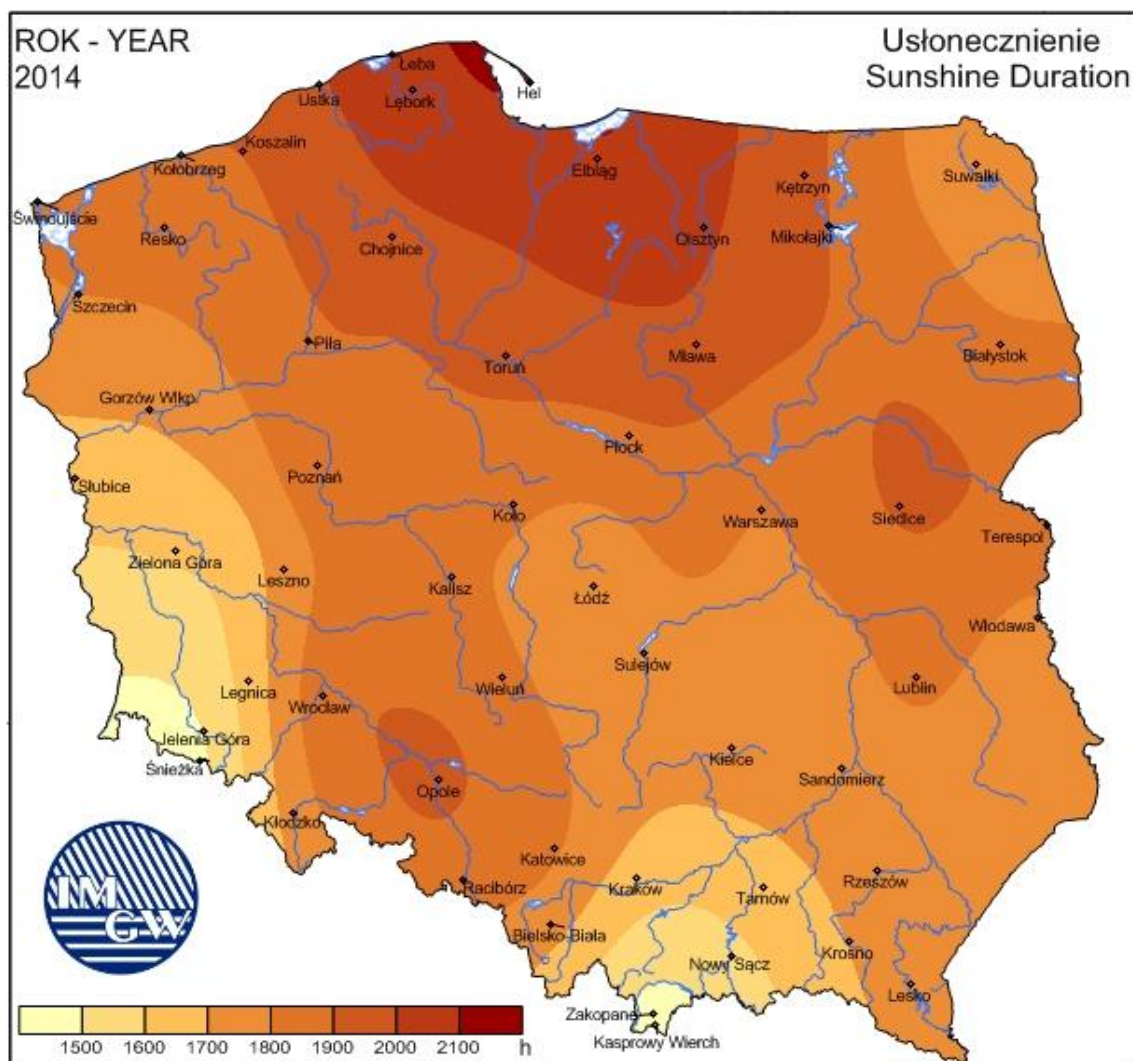 ROK - YEAR
2014
Usłonecznienie
Sunshine Duration
Łeba
Ustka
Lębork
Hel
Koszalin
Kołobrzeg
Elbląg
Suwałki
Kętrzyn
Świnoujście
Resko
Chojnice
Olsztyn
Mikołajki
Szczecin
Piła
Toruń
Mława
Białystok
Gorzów Wlkp.
Płock
Poznań
Słubice
Koło
Warszawa
Siedlce
Terespol
Zielona Góra
Leszno
Kalisz
Łódź
Włodawa
Sulejów
Legnica
Wrocław
Wieluń
Lublin
Jelenia Góra
Śnieżka
Kielce
Sandomierz
Opole
Kłodzko
Katowice
Racibórz
Kraków
Tarnów
Rzeszów
Bielsko-Biała
Nowy Sącz
Krosno
Lesko
Zakopane
Kasprowy Wierch
IM
GW
1500 1600 1700 1800 1900 2000 2100 h